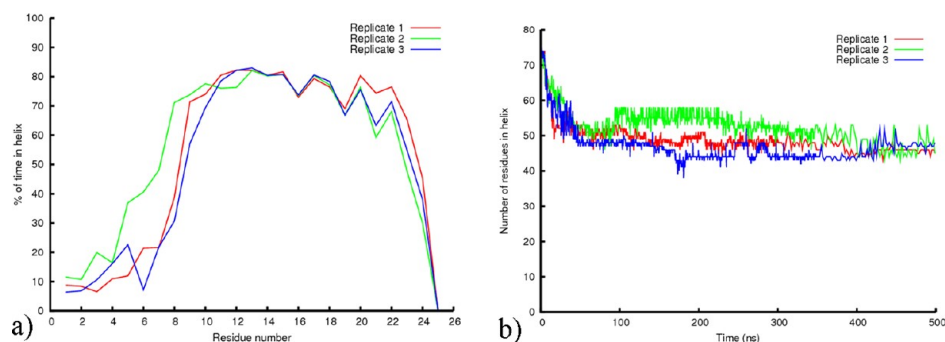 Replicate 1
Replicate 2
Replicate 3
% of time in helix
100
90
80
70
60
50
40
30
20
10
0
0 2 4 6 8 10 12 14 16 18 20 22 24 26
Residue number
a)
Replicate 1
Replicate 2
Replicate 3
Number of residues in helix
80
70
60
50
40
30
20
10
0
0 100 200 300 400 500
Time (ns)
b)